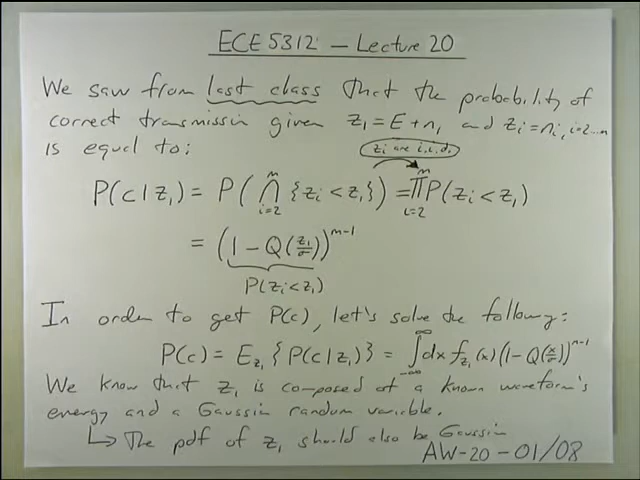 ECE 5312 – Lecture 20
We saw from last class that the probability of
correct transmissin given z₁ = E + n₁ and zᵢ = nᵢ, i=2...m
is equal to:
zᵢ are i.i.d.
P(c|z₁) = P(⋂_{i=2}^{m} {zᵢ < z₁}) = ∏_{i=2}^{m} P(zᵢ < z₁)
= (1 - Q(z₁/σ))^{m-1}
P(zᵢ < z₁)
In order to get P(c), let's solve the following:
P(c) = E_{z₁} {P(c|z₁)} = ∫_{-∞}^{∞} dx f_{z₁}(x) (1 - Q(x/σ))^{m-1}
We know that z₁ is composed of a known waveform's
energy and a Gaussin random variable.
↳ The pdf of z₁ should also be Gaussin
AW-20-01/08